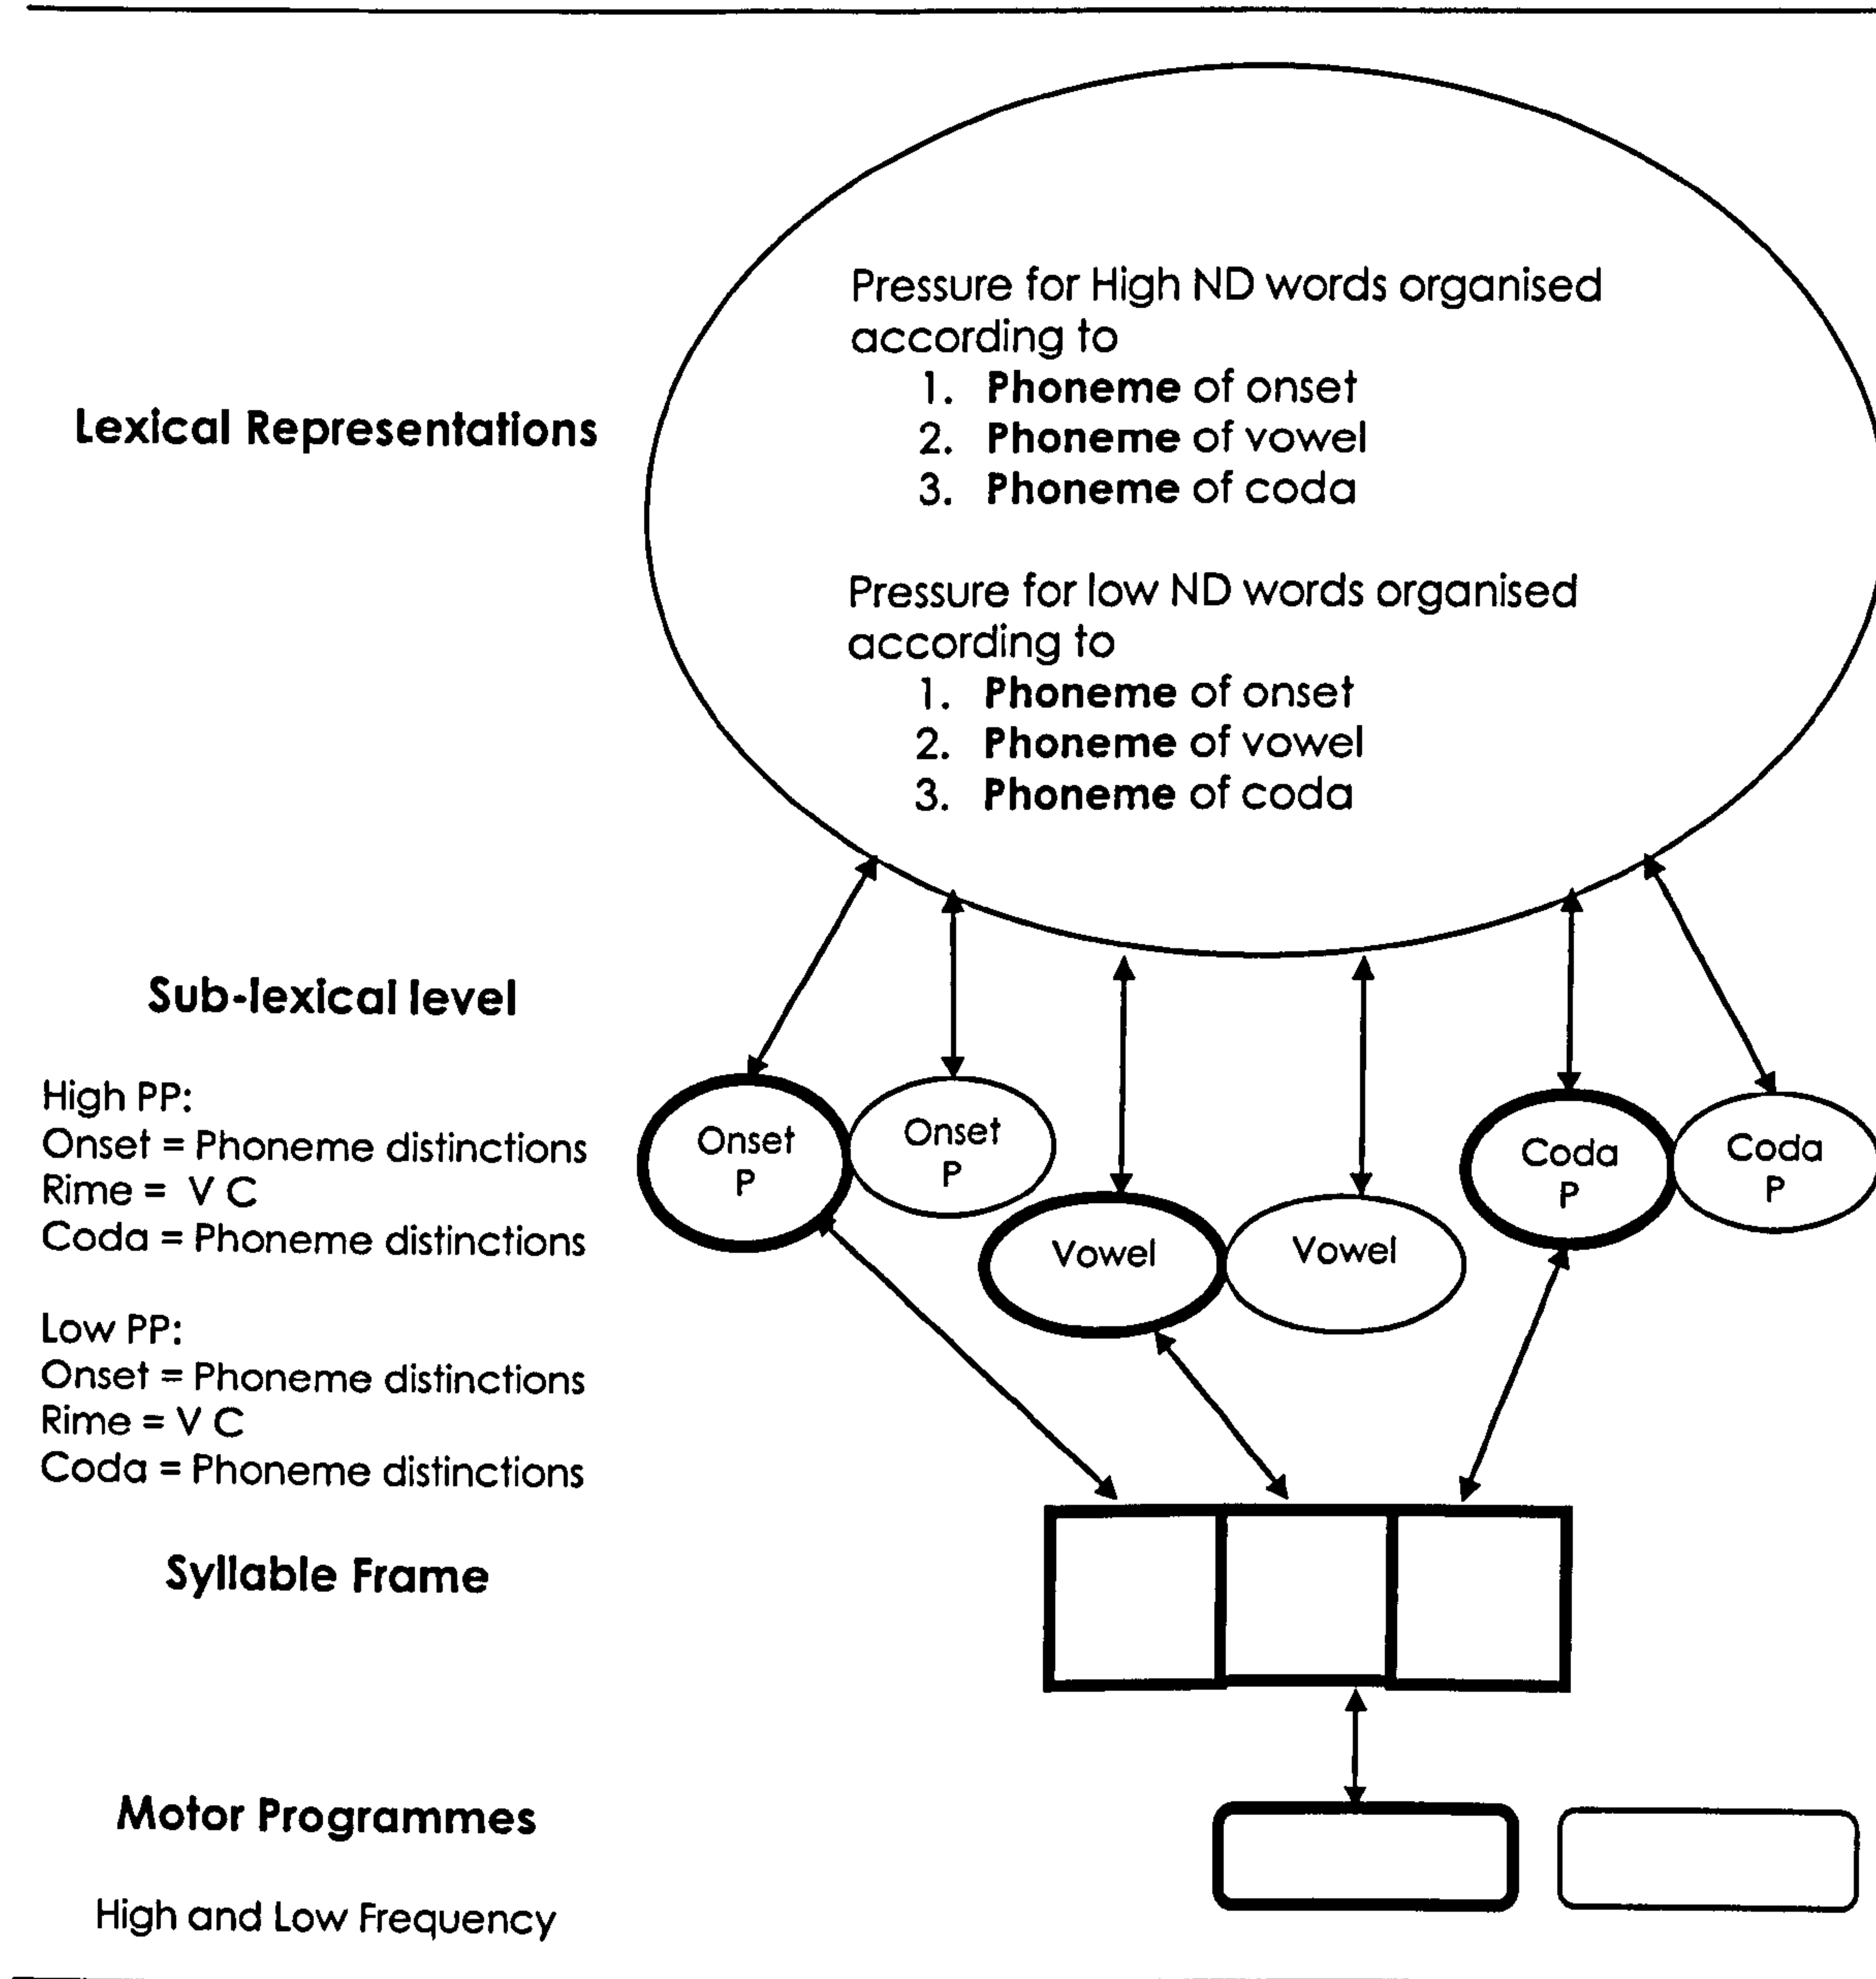 Lexical Representations
Pressure for High ND words organised
according to
1. Phoneme of onset
2. Phoneme of vowel
3. Phoneme of coda
Pressure for low ND words organised
according to
1. Phoneme of onset
2. Phoneme of vowel
3. Phoneme of coda
Sub-lexical level
High PP:
Onset = Phoneme distinctions
Rime = V C
Coda = Phoneme distinctions
Low PP:
Onset = Phoneme distinctions
Rime = V C
Coda = Phoneme distinctions
Onset
P
Onset
P
Vowel
Vowel
Coda
P
Coda
P
Syllable Frame
Motor Programmes
High and Low Frequency